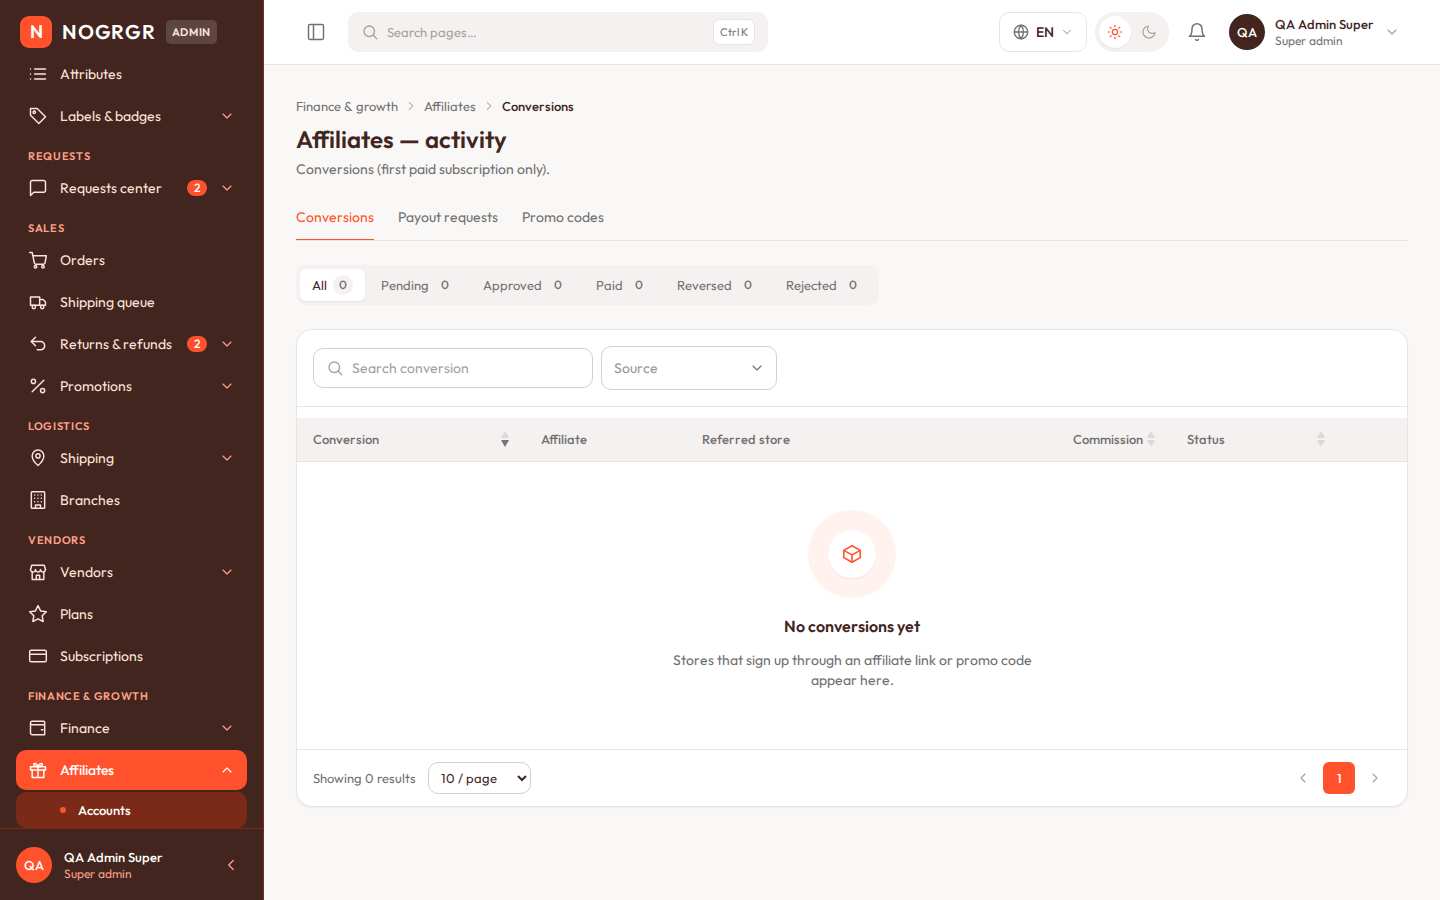 N NOGRGR ADMIN
Attributes
Labels & badges
REQUESTS
Requests center 2
SALES
Orders
Shipping queue
Returns & refunds 2
Promotions
LOGISTICS
Shipping
Branches
VENDORS
Vendors
Plans
Subscriptions
FINANCE & GROWTH
Finance
Affiliates
Accounts
QA QA Admin Super
Super admin
Search pages... Ctrl K
EN
QA QA Admin Super
Super admin
Finance & growth Affiliates Conversions
Affiliates — activity
Conversions (first paid subscription only).
Conversions Payout requests Promo codes
All 0 Pending 0 Approved 0 Paid 0 Reversed 0 Rejected 0
Search conversion Source
Conversion Affiliate Referred store Commission Status
No conversions yet
Stores that sign up through an affiliate link or promo code
appear here.
Showing 0 results 10 / page 1